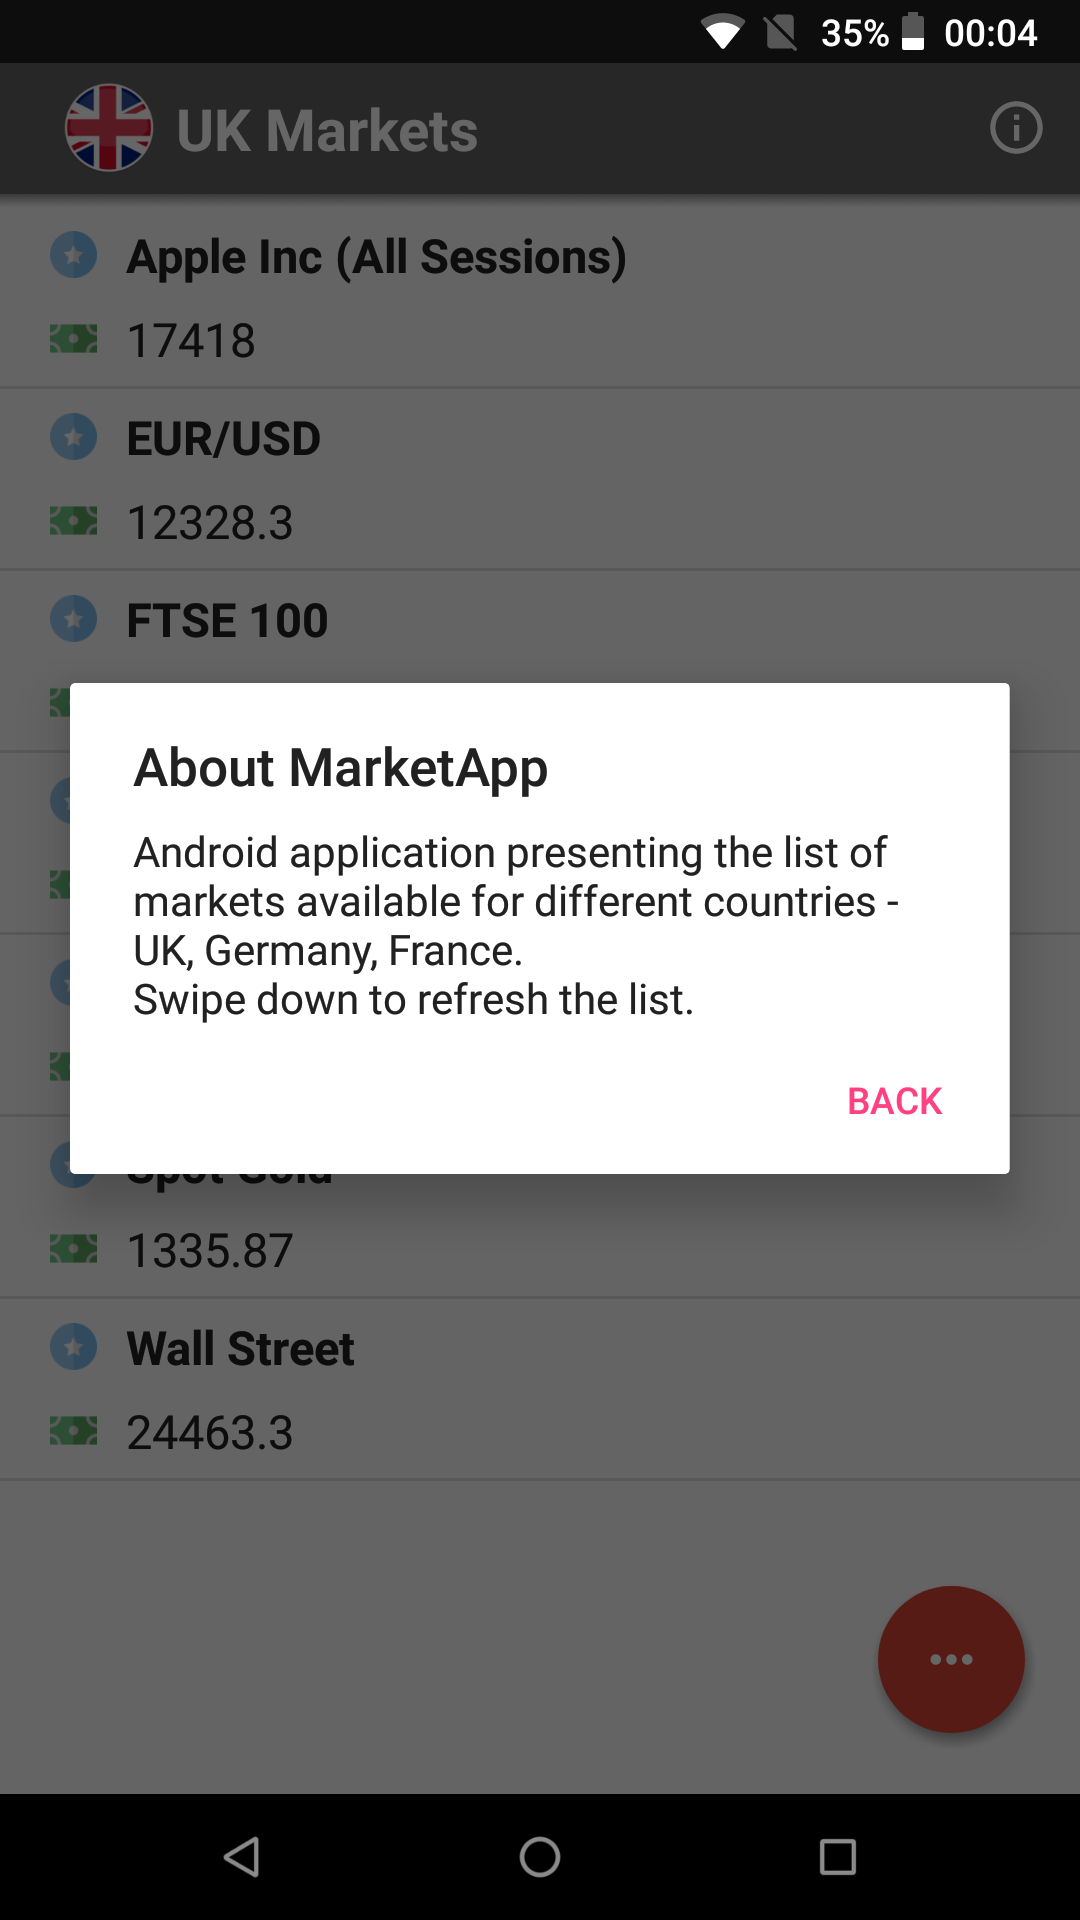 35% 00:04
UK Markets
Apple Inc (All Sessions)
17418
EUR/USD
12328.3
FTSE 100
About MarketApp
Android application presenting the list of
markets available for different countries -
UK, Germany, France.
Swipe down to refresh the list.
BACK
Spot Gold
1335.87
Wall Street
24463.3